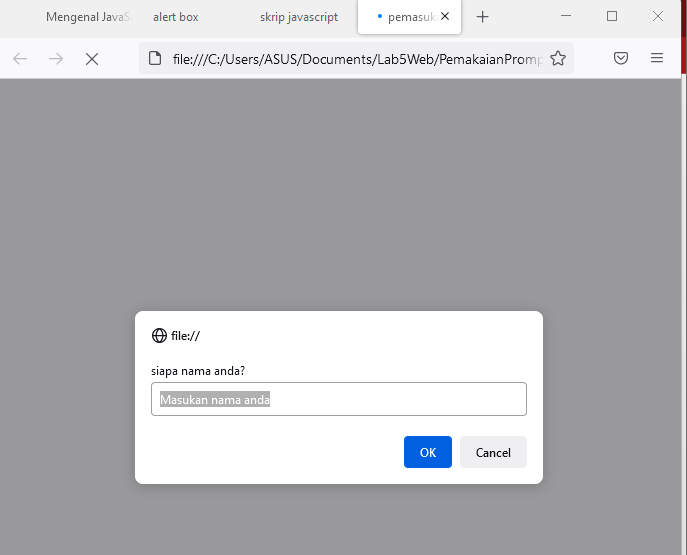 Mengenal JavaS
alert box
skrip javascript
pemasuk
file:///C:/Users/ASUS/Documents/Lab5Web/PemakaianPromp
file://
siapa nama anda?
Masukan nama anda
OK
Cancel